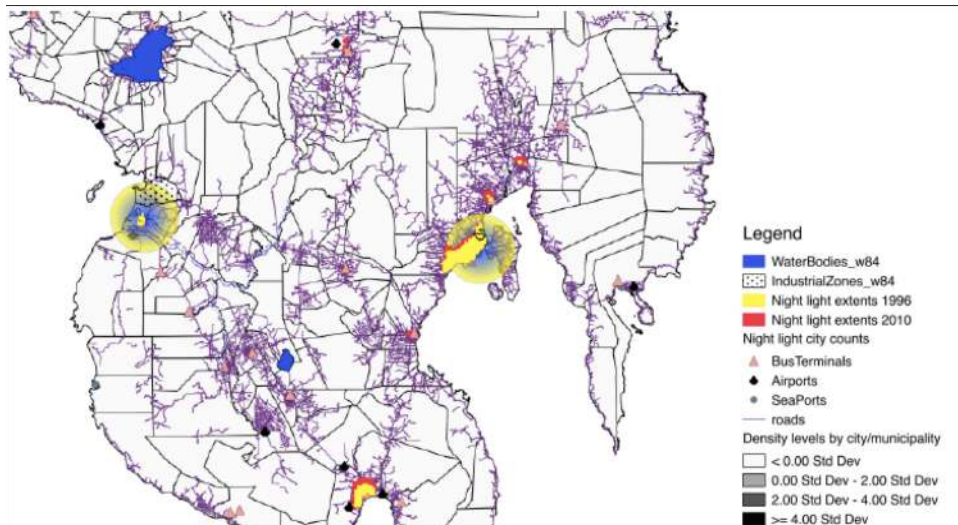 Legend
WaterBodies_w84
IndustrialZones_w84
Night light extents 1996
Night light extents 2010
Night light city counts
BusTerminals
Airports
SeaPorts
roads
Density levels by city/municipality
< 0.00 Std Dev
0.00 Std Dev - 2.00 Std Dev
2.00 Std Dev - 4.00 Std Dev
>= 4.00 Std Dev